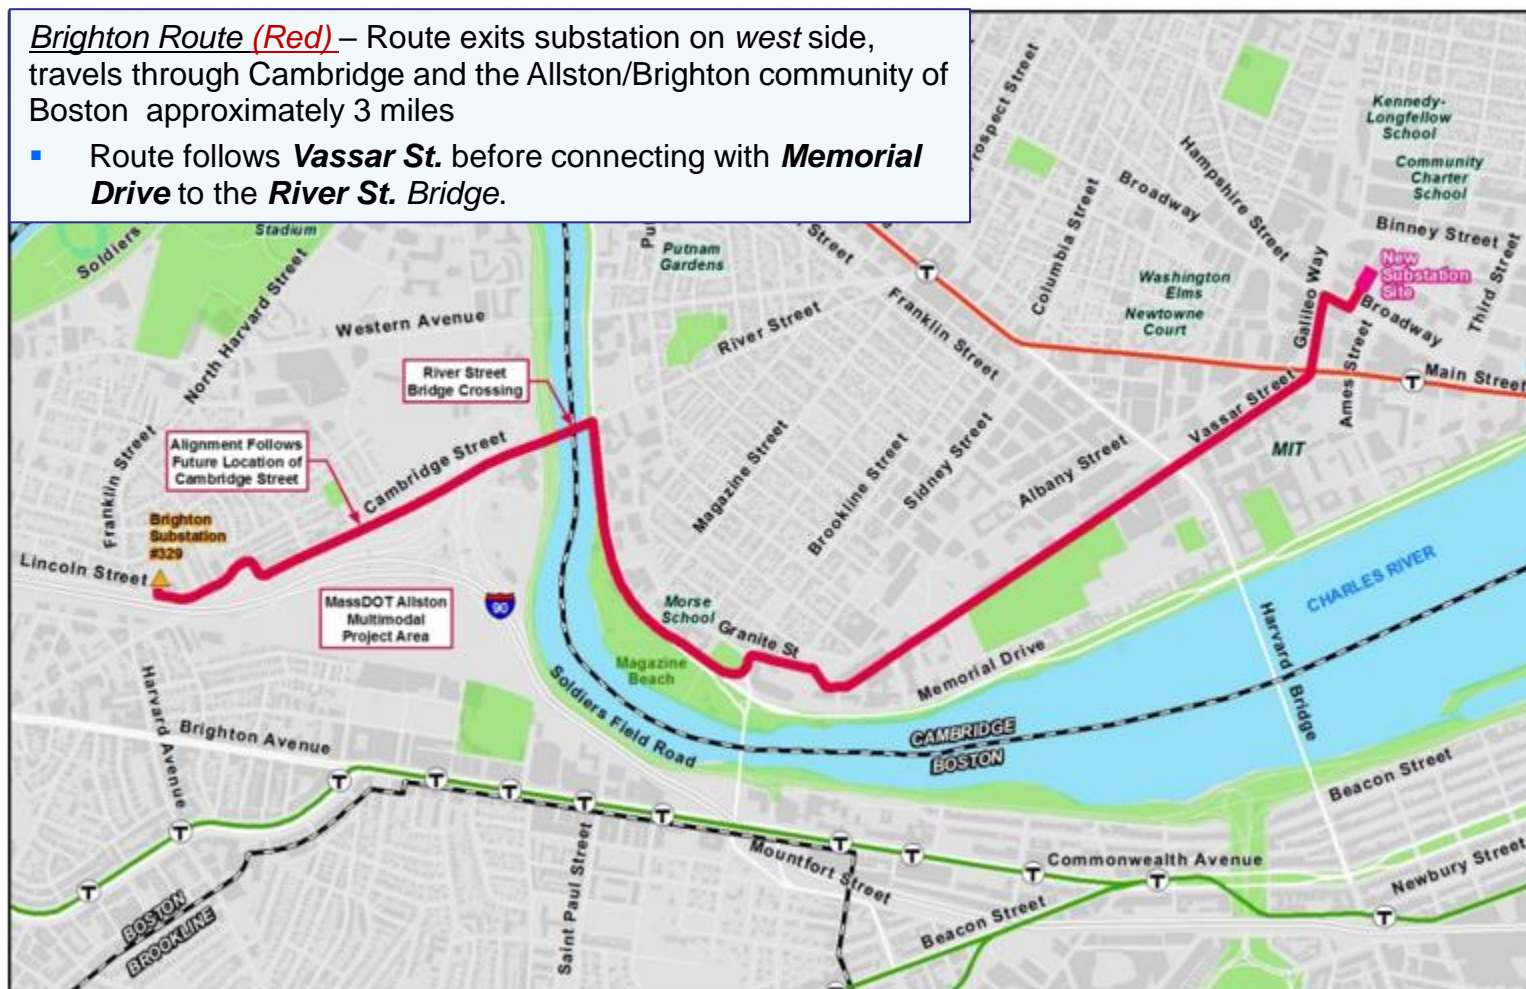 Brighton Route (Red) – Route exits substation on west side,
travels through Cambridge and the Allston/Brighton community of
Boston approximately 3 miles
▪ Route follows Vassar St. before connecting with Memorial
Drive to the River St. Bridge.
Prospect Street
Kennedy-
Longfellow
School
Community
Charter
School
Hampshire Street
Broadway
Columbia Street
Binney Street
Soldiers
Stadium
Putnam
Gardens
Street
New
Substation
Site
Third Street
Galileo Way
Washington
Elms
Newtowne
Court
Broadway
North Harvard Street
Western Avenue
River Street
Franklin Street
T
Ames Street
Main Street
T
River Street
Bridge Crossing
Vassar Street
MIT
Alignment Follows
Future Location of
Cambridge Street
Cambridge Street
Franklin Street
Magazine Street
Brookline Street
Sidney Street
Albany Street
Brighton
Substation
#329
Lincoln Street
MassDOT Allston
Multimodal
Project Area
90
Morse
School
Granite St
Magazine
Beach
Memorial Drive
CHARLES RIVER
Harvard Bridge
Soldiers Field Road
CAMBRIDGE
BOSTON
Harvard Avenue
Brighton Avenue
Beacon Street
T
T
T
T
T
T
T
T
T
T
T
T
Saint Paul Street
Mountfort Street
Commonwealth Avenue
Newbury Street
Beacon Street
BOSTON
BROOKLINE